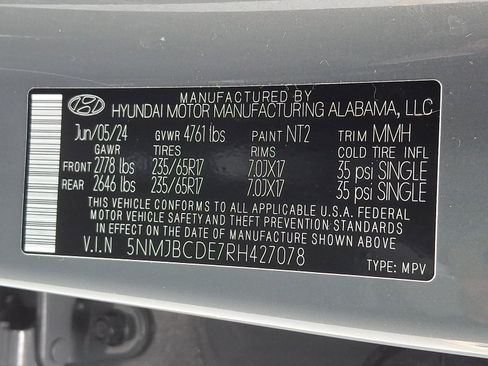 MANUFACTURED BY
HYUNDAI MOTOR MANUFACTURING ALABAMA, LLC
Jun/05/24 GVWR 4761 lbs PAINT NT2 TRIM MMH
GAWR TIRES RIMS COLD TIRE INFL
FRONT 2778 lbs 235/65R17 7.0JX17 35 psi SINGLE
REAR 2646 lbs 235/65R17 7.0JX17 35 psi SINGLE
THIS VEHICLE CONFORMS TO ALL APPLICABLE U.S.A. FEDERAL
MOTOR VEHICLE SAFETY AND THEFT PREVENTION STANDARDS
IN EFFECT ON THE DATE OF MANUFACTURE SHOWN ABOVE.
V.I.N 5NMJBCDE7RH427078
TYPE: MPV